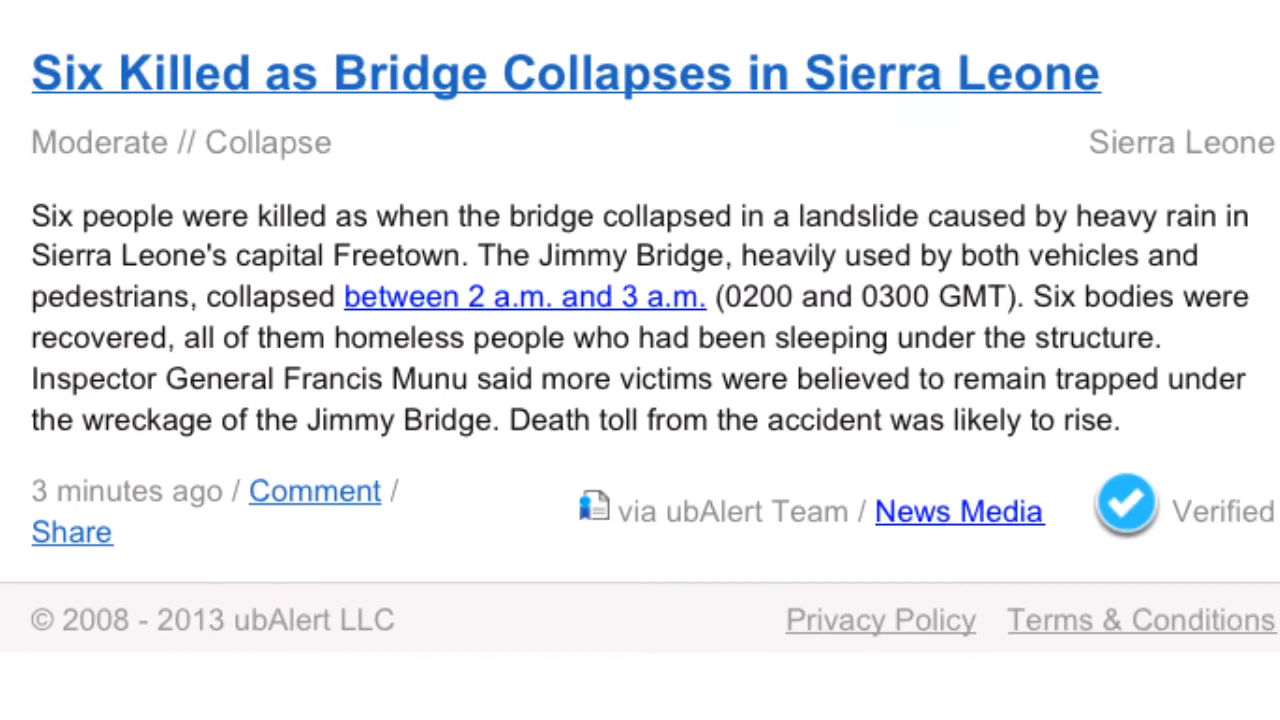 Six Killed as Bridge Collapses in Sierra Leone
Moderate // Collapse
Sierra Leone
Six people were killed as when the bridge collapsed in a landslide caused by heavy rain in
Sierra Leone's capital Freetown. The Jimmy Bridge, heavily used by both vehicles and
pedestrians, collapsed between 2 a.m. and 3 a.m. (0200 and 0300 GMT). Six bodies were
recovered, all of them homeless people who had been sleeping under the structure.
Inspector General Francis Munu said more victims were believed to remain trapped under
the wreckage of the Jimmy Bridge. Death toll from the accident was likely to rise.
3 minutes ago / Comment /
Share
via ubAlert Team / News Media
Verified
© 2008 - 2013 ubAlert LLC
Privacy Policy
Terms & Conditions